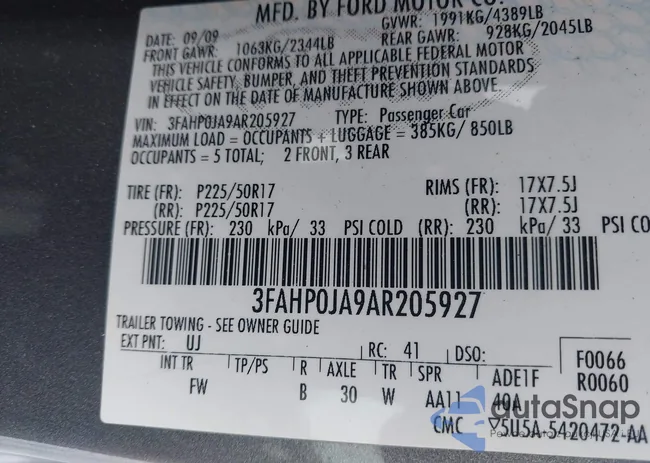 MFD. BY FORD MOTOR CO.
DATE: 09/09 GVWR: 1991KG/4389LB
FRONT GAWR: 1063KG/2344LB REAR GAWR: 928KG/2045LB
THIS VEHICLE CONFORMS TO ALL APPLICABLE FEDERAL MOTOR
VEHICLE SAFETY, BUMPER, AND THEFT PREVENTION STANDARDS
IN EFFECT ON THE DATE OF MANUFACTURE SHOWN ABOVE.
VIN: 3FAHP0JA9AR205927 TYPE: Passenger Car
MAXIMUM LOAD = OCCUPANTS + LUGGAGE = 385KG/ 850LB
OCCUPANTS = 5 TOTAL; 2 FRONT, 3 REAR
TIRE (FR): P225/50R17 RIMS (FR): 17X7.5J
(RR): P225/50R17 (RR): 17X7.5J
PRESSURE (FR): 230 kPa/ 33 PSI COLD (RR): 230 kPa/ 33 PSI CO
3FAHP0JA9AR205927
TRAILER TOWING - SEE OWNER GUIDE
EXT PNT: UJ RC: 41 DSO: F0066
INT TR TP/PS R AXLE TR SPR ADE1F R0060
FW B 30 W AA11 40A
CMC ▽5U5A-5420472-AA
autoSnap